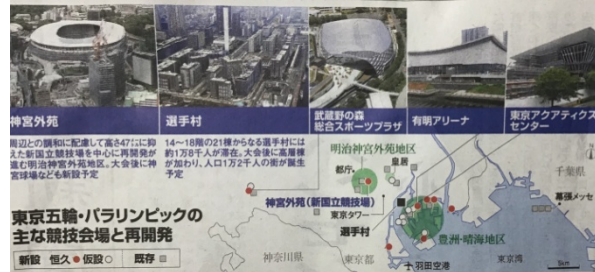 神宮外苑
周辺との調和に配慮して高さ47㍍に抑
えた新国立競技場を中心に再開発が
進む明治神宮外苑地区。大会後に神
宮球場なども新設予定
選手村
14〜18階の21棟からなる選手村には
約1万8千人が滞在。大会後に高層棟
が加わり、人口1万2千人の街が誕生
予定
武蔵野の森
総合スポーツプラザ
有明アリーナ
東京アクアティクス
センター
東京五輪・パラリンピックの
主な競技会場と再開発
新設 恒久 仮設 既存
明治神宮外苑地区
都庁
皇居
神宮外苑(新国立競技場)
東京タワー
選手村
豊洲・晴海地区
千葉県
幕張メッセ
神奈川県
東京都
羽田空港
東京湾
5km